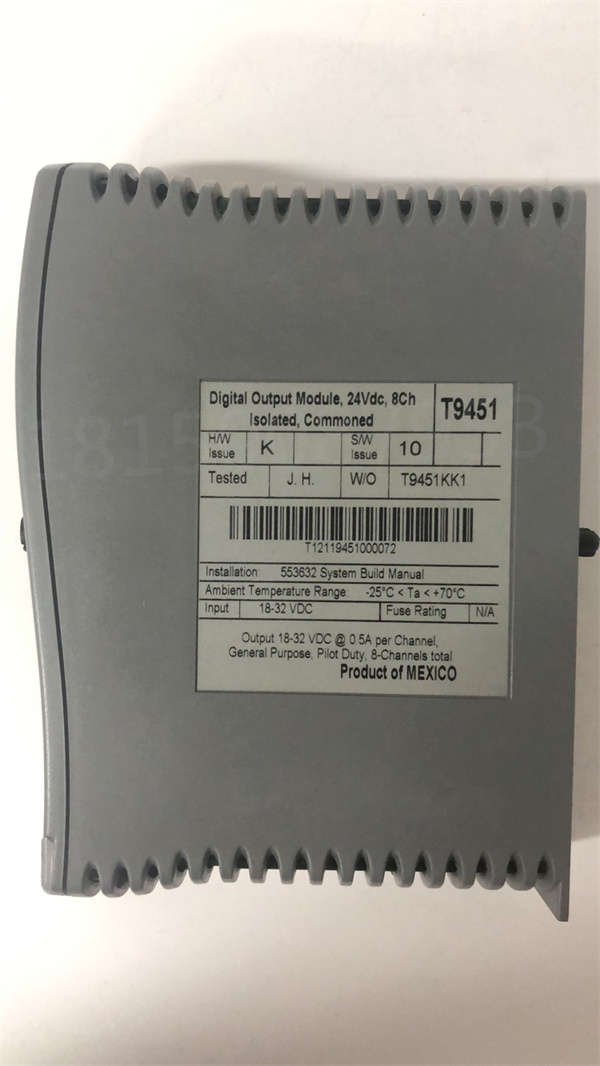 Digital Output Module, 24Vdc, 8Ch
Isolated, Commoned
T9451
H/W Issue K S/W Issue 10
Tested J. H. W/O T9451KK1
T12119451000072
Installation: 553632 System Build Manual
Ambient Temperature Range: -25°C < Ta < +70°C
Input 18-32 VDC Fuse Rating N/A
Output 18-32 VDC @ 0.5A per Channel,
General Purpose, Pilot Duty, 8-Channels total
Product of MEXICO